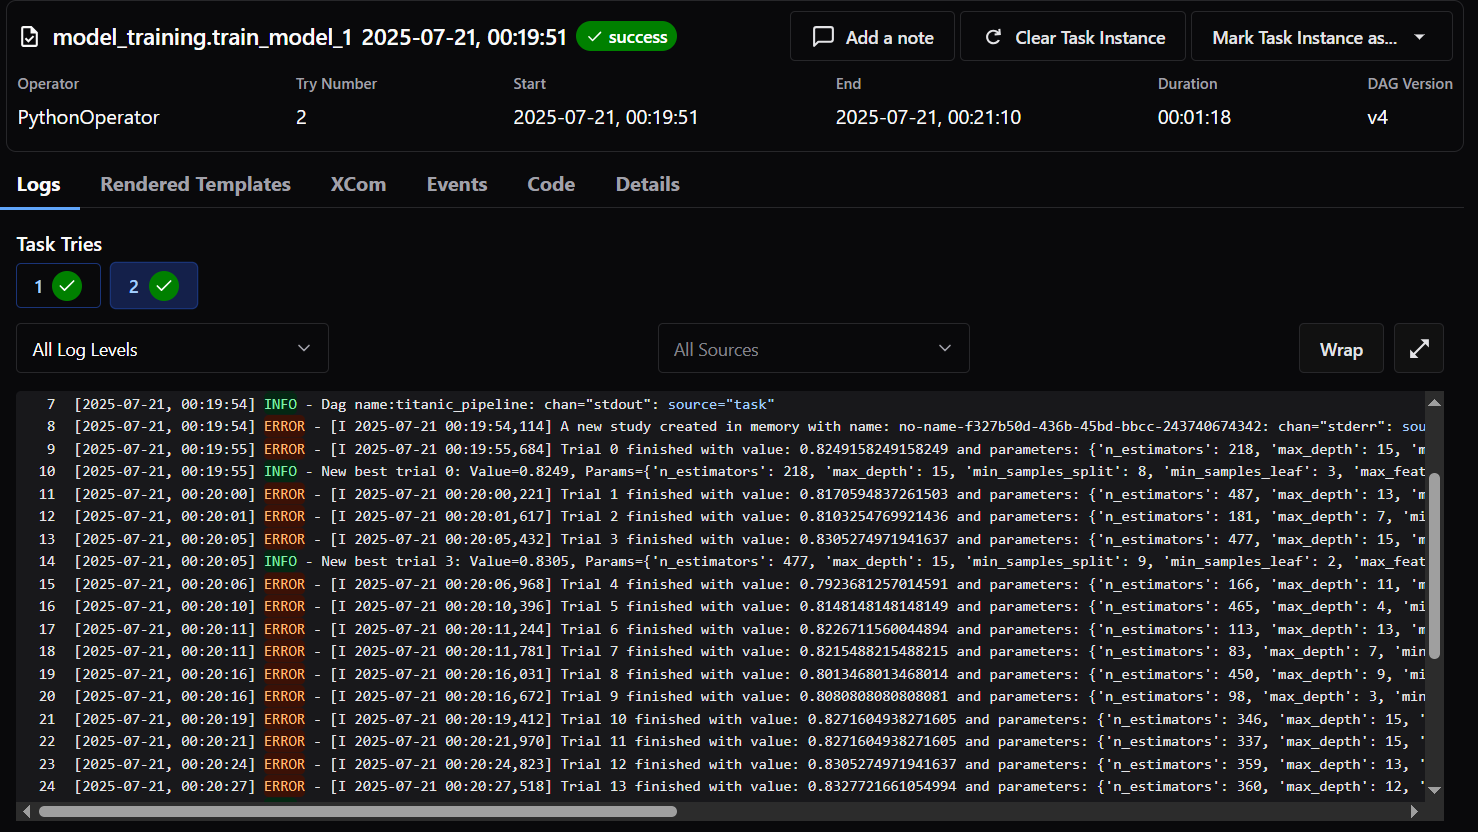 model_training.train_model_1 2025-07-21, 00:19:51 success
Add a note
Clear Task Instance
Mark Task Instance as...
Operator Try Number Start End Duration DAG Version
PythonOperator 2 2025-07-21, 00:19:51 2025-07-21, 00:21:10 00:01:18 v4
Logs Rendered Templates XCom Events Code Details
Task Tries
1 2
All Log Levels All Sources Wrap
7 [2025-07-21, 00:19:54] INFO - Dag name:titanic_pipeline: chan="stdout": source="task"
8 [2025-07-21, 00:19:54] ERROR - [I 2025-07-21 00:19:54,114] A new study created in memory with name: no-name-f327b50d-436b-45bd-bbcc-243740674342: chan="stderr": sou
9 [2025-07-21, 00:19:55] ERROR - [I 2025-07-21 00:19:55,684] Trial 0 finished with value: 0.8249158249158249 and parameters: {'n_estimators': 218, 'max_depth': 15, 'm
10 [2025-07-21, 00:19:55] INFO - New best trial 0: Value=0.8249, Params={'n_estimators': 218, 'max_depth': 15, 'min_samples_split': 8, 'min_samples_leaf': 3, 'max_feat
11 [2025-07-21, 00:20:00] ERROR - [I 2025-07-21 00:20:00,221] Trial 1 finished with value: 0.8170594837261503 and parameters: {'n_estimators': 487, 'max_depth': 13, 'm
12 [2025-07-21, 00:20:01] ERROR - [I 2025-07-21 00:20:01,617] Trial 2 finished with value: 0.8103254769921436 and parameters: {'n_estimators': 181, 'max_depth': 7, 'mi
13 [2025-07-21, 00:20:05] ERROR - [I 2025-07-21 00:20:05,432] Trial 3 finished with value: 0.8305274971941637 and parameters: {'n_estimators': 477, 'max_depth': 15, 'm
14 [2025-07-21, 00:20:05] INFO - New best trial 3: Value=0.8305, Params={'n_estimators': 477, 'max_depth': 15, 'min_samples_split': 9, 'min_samples_leaf': 2, 'max_feat
15 [2025-07-21, 00:20:06] ERROR - [I 2025-07-21 00:20:06,968] Trial 4 finished with value: 0.7923681257014591 and parameters: {'n_estimators': 166, 'max_depth': 11, 'm
16 [2025-07-21, 00:20:10] ERROR - [I 2025-07-21 00:20:10,396] Trial 5 finished with value: 0.8148148148148149 and parameters: {'n_estimators': 465, 'max_depth': 4, 'mi
17 [2025-07-21, 00:20:11] ERROR - [I 2025-07-21 00:20:11,244] Trial 6 finished with value: 0.8226711560044894 and parameters: {'n_estimators': 113, 'max_depth': 13, 'm
18 [2025-07-21, 00:20:11] ERROR - [I 2025-07-21 00:20:11,781] Trial 7 finished with value: 0.8215488215488215 and parameters: {'n_estimators': 83, 'max_depth': 7, 'min
19 [2025-07-21, 00:20:16] ERROR - [I 2025-07-21 00:20:16,031] Trial 8 finished with value: 0.8013468013468014 and parameters: {'n_estimators': 450, 'max_depth': 9, 'mi
20 [2025-07-21, 00:20:16] ERROR - [I 2025-07-21 00:20:16,672] Trial 9 finished with value: 0.8080808080808081 and parameters: {'n_estimators': 98, 'max_depth': 3, 'min
21 [2025-07-21, 00:20:19] ERROR - [I 2025-07-21 00:20:19,412] Trial 10 finished with value: 0.8271604938271605 and parameters: {'n_estimators': 346, 'max_depth': 15, '
22 [2025-07-21, 00:20:21] ERROR - [I 2025-07-21 00:20:21,970] Trial 11 finished with value: 0.8271604938271605 and parameters: {'n_estimators': 337, 'max_depth': 15, '
23 [2025-07-21, 00:20:24] ERROR - [I 2025-07-21 00:20:24,823] Trial 12 finished with value: 0.8305274971941637 and parameters: {'n_estimators': 359, 'max_depth': 13, '
24 [2025-07-21, 00:20:27] ERROR - [I 2025-07-21 00:20:27,518] Trial 13 finished with value: 0.8327721661054994 and parameters: {'n_estimators': 360, 'max_depth': 12, '